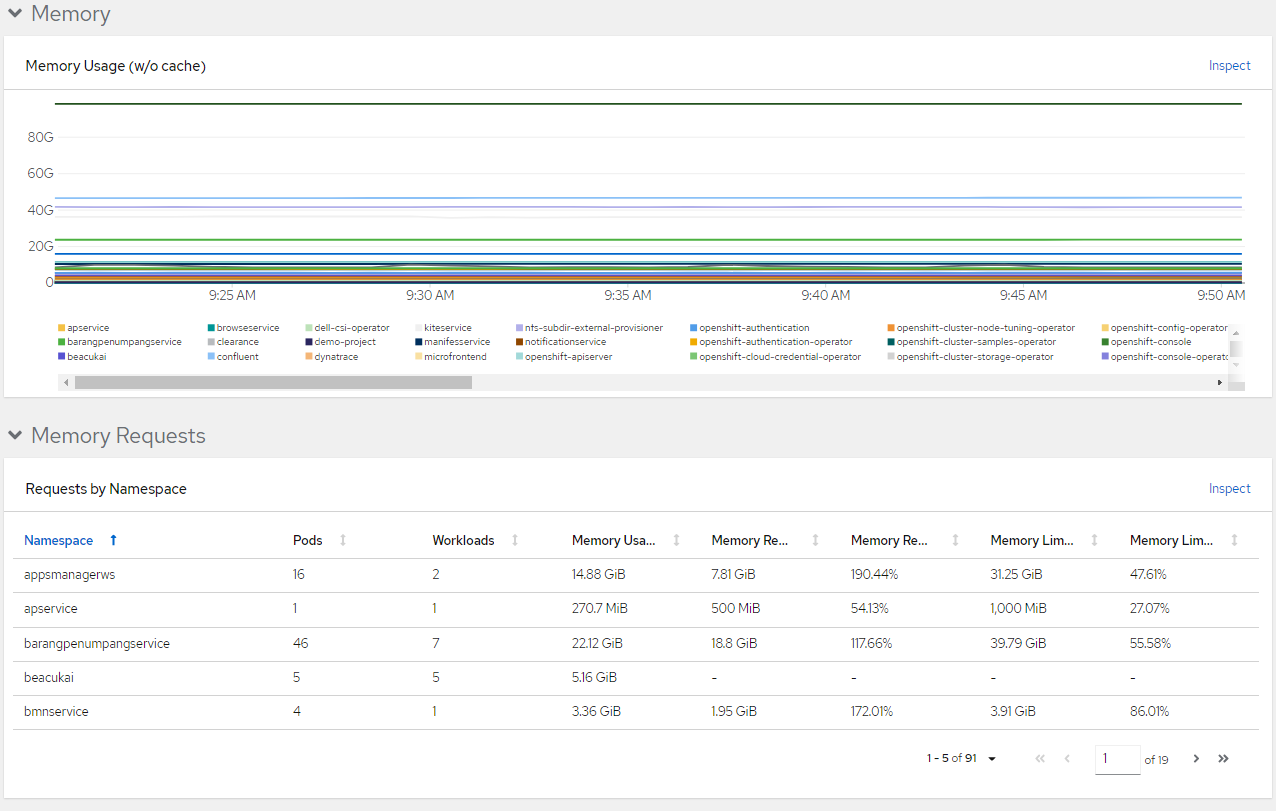 Memory
Memory Usage (w/o cache)
Inspect
80G
60G
40G
20G
0
9:25 AM 9:30 AM 9:35 AM 9:40 AM 9:45 AM 9:50 AM
apservice browseservice dell-csi-operator kiteservice nfs-subdir-external-provisioner openshift-authentication openshift-cluster-node-tuning-operator openshift-config-operator
barangpenumpangservice clearance demo-project manifesservice notificationservice openshift-authentication-operator openshift-cluster-samples-operator openshift-console
beacukai confluent dynatrace microfrontend openshift-apiserver openshift-cloud-credential-operator openshift-cluster-storage-operator openshift-console-operato
Memory Requests
Requests by Namespace
Inspect
Namespace Pods Workloads Memory Usa... Memory Re... Memory Re... Memory Lim... Memory Lim...
appsmanagerws 16 2 14.88 GiB 7.81 GiB 190.44% 31.25 GiB 47.61%
apservice 1 1 270.7 MiB 500 MiB 54.13% 1,000 MiB 27.07%
barangpenumpangservice 46 7 22.12 GiB 18.8 GiB 117.66% 39.79 GiB 55.58%
beacukai 5 5 5.16 GiB - - - -
bmnservice 4 1 3.36 GiB 1.95 GiB 172.01% 3.91 GiB 86.01%
1 - 5 of 91 1 of 19